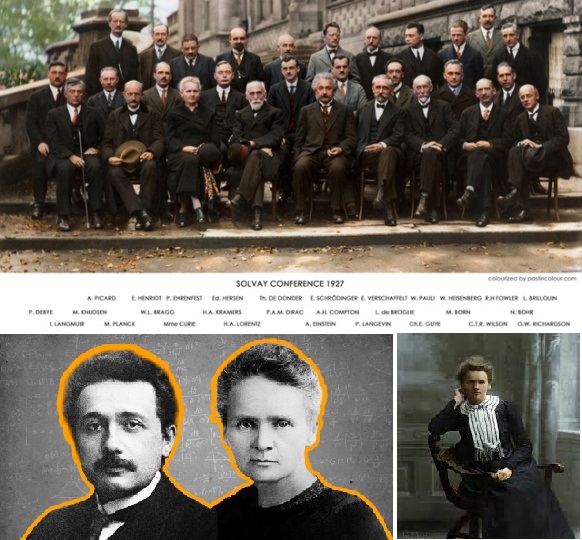 SOLVAY CONFERENCE 1927
colourized by pastincolour.com
A. PICARD E. HENRIOT P. EHRENFEST Ed. HERSEN Th. DE DONDER E. SCHRÖDINGER E. VERSCHAFFELT W. PAULI W. HEISENBERG R.H FOWLER L. BRILLOUIN
P. DEBYE M. KNUDSEN W.L. BRAGG H.A. KRAMERS P.A.M. DIRAC A.H. COMPTON L. de BROGLIE M. BORN N. BOHR
I. LANGMUIR M. PLANCK Mme CURIE H.A. LORENTZ A. EINSTEIN P. LANGEVIN Ch.E. GUYE C.T.R. WILSON O.W. RICHARDSON